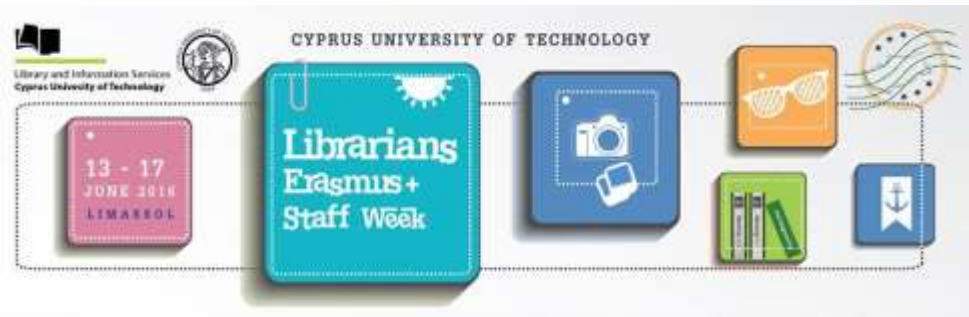 CYPRUS UNIVERSITY OF TECHNOLOGY
Library and Information Services
Cyprus University of Technology
13 - 17
JUNE 2016
LIMASSOL
Librarians
Erasmus+
Staff Week